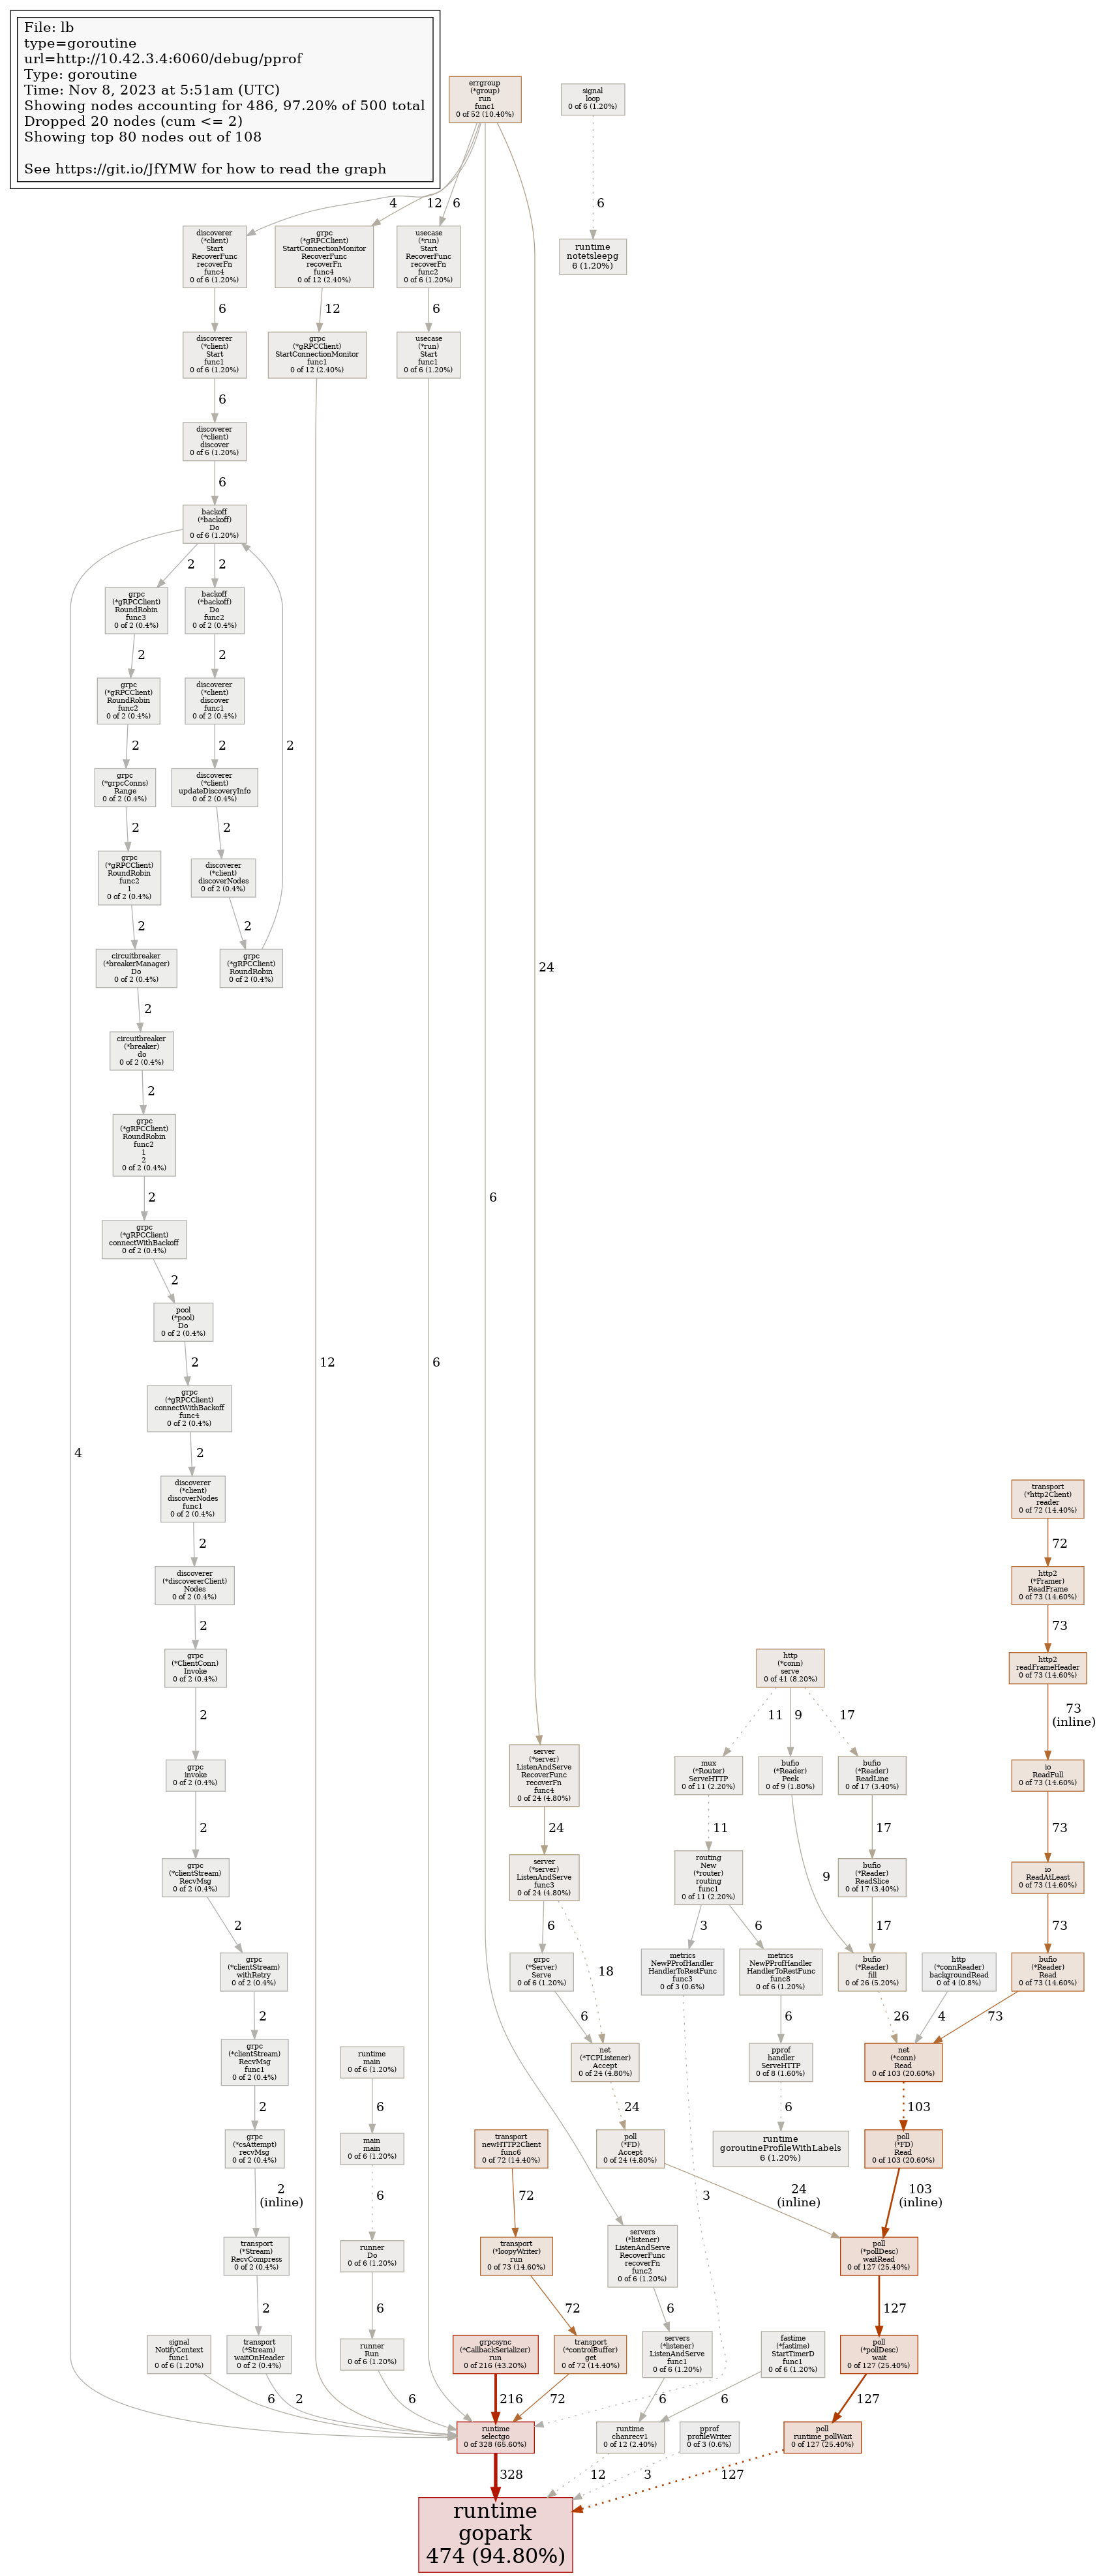 File: lb
type=goroutine
url=http://10.42.3.4:6060/debug/pprof
Type: goroutine
Time: Nov 8, 2023 at 5:51am (UTC)
Showing nodes accounting for 486, 97.20% of 500 total
Dropped 20 nodes (cum <= 2)
Showing top 80 nodes out of 108
See https://git.io/JfYMW for how to read the graph
errgroup
(*group)
run
func1
0 of 52 (10.40%)
signal
loop
0 of 6 (1.20%)
4
12
6
6
discoverer
(*client)
Start
RecoverFunc
recoverFn
func4
0 of 6 (1.20%)
grpc
(*gRPCClient)
StartConnectionMonitor
RecoverFunc
recoverFn
func4
0 of 12 (2.40%)
usecase
(*run)
Start
RecoverFunc
recoverFn
func2
0 of 6 (1.20%)
runtime
notetsleepg
6 (1.20%)
6
12
6
discoverer
(*client)
Start
func1
0 of 6 (1.20%)
grpc
(*gRPCClient)
StartConnectionMonitor
func1
0 of 12 (2.40%)
usecase
(*run)
Start
func1
0 of 6 (1.20%)
6
discoverer
(*client)
discover
0 of 6 (1.20%)
6
backoff
(*backoff)
Do
0 of 6 (1.20%)
2
2
grpc
(*gRPCClient)
RoundRobin
func3
0 of 2 (0.4%)
backoff
(*backoff)
Do
func2
0 of 2 (0.4%)
2
2
grpc
(*gRPCClient)
RoundRobin
func2
0 of 2 (0.4%)
discoverer
(*client)
discover
func1
0 of 2 (0.4%)
2
2
2
grpc
(*grpcConns)
Range
0 of 2 (0.4%)
discoverer
(*client)
updateDiscoveryInfo
0 of 2 (0.4%)
2
2
grpc
(*gRPCClient)
RoundRobin
func2
1
0 of 2 (0.4%)
discoverer
(*client)
discoverNodes
0 of 2 (0.4%)
2
2
circuitbreaker
(*breakerManager)
Do
0 of 2 (0.4%)
grpc
(*gRPCClient)
RoundRobin
0 of 2 (0.4%)
24
2
circuitbreaker
(*breaker)
do
0 of 2 (0.4%)
2
grpc
(*gRPCClient)
RoundRobin
func2
1
2
0 of 2 (0.4%)
2
6
grpc
(*gRPCClient)
connectWithBackoff
0 of 2 (0.4%)
2
pool
(*pool)
Do
0 of 2 (0.4%)
2
12
6
grpc
(*gRPCClient)
connectWithBackoff
func4
0 of 2 (0.4%)
4
2
discoverer
(*client)
discoverNodes
func1
0 of 2 (0.4%)
transport
(*http2Client)
reader
0 of 72 (14.40%)
2
72
discoverer
(*discovererClient)
Nodes
0 of 2 (0.4%)
http2
(*Framer)
ReadFrame
0 of 73 (14.60%)
2
73
grpc
(*ClientConn)
Invoke
0 of 2 (0.4%)
http
(*conn)
serve
0 of 41 (8.20%)
http2
readFrameHeader
0 of 73 (14.60%)
2
11
9
17
73
(inline)
grpc
invoke
0 of 2 (0.4%)
server
(*server)
ListenAndServe
RecoverFunc
recoverFn
func4
0 of 24 (4.80%)
mux
(*Router)
ServeHTTP
0 of 11 (2.20%)
bufio
(*Reader)
Peek
0 of 9 (1.80%)
bufio
(*Reader)
ReadLine
0 of 17 (3.40%)
io
ReadFull
0 of 73 (14.60%)
2
24
11
17
73
grpc
(*clientStream)
RecvMsg
0 of 2 (0.4%)
server
(*server)
ListenAndServe
func3
0 of 24 (4.80%)
routing
New
(*router)
routing
func1
0 of 11 (2.20%)
9
bufio
(*Reader)
ReadSlice
0 of 17 (3.40%)
io
ReadAtLeast
0 of 73 (14.60%)
2
6
18
3
6
17
73
grpc
(*clientStream)
withRetry
0 of 2 (0.4%)
grpc
(*Server)
Serve
0 of 6 (1.20%)
metrics
NewPProfHandler
HandlerToRestFunc
func3
0 of 3 (0.6%)
metrics
NewPProfHandler
HandlerToRestFunc
func8
0 of 6 (1.20%)
bufio
(*Reader)
fill
0 of 26 (5.20%)
http
(*connReader)
backgroundRead
0 of 4 (0.8%)
bufio
(*Reader)
Read
0 of 73 (14.60%)
2
6
6
26
4
73
grpc
(*clientStream)
RecvMsg
func1
0 of 2 (0.4%)
runtime
main
0 of 6 (1.20%)
net
(*TCPListener)
Accept
0 of 24 (4.80%)
pprof
handler
ServeHTTP
0 of 8 (1.60%)
net
(*conn)
Read
0 of 103 (20.60%)
2
6
24
6
103
grpc
(*csAttempt)
recvMsg
0 of 2 (0.4%)
main
main
0 of 6 (1.20%)
transport
newHTTP2Client
func6
0 of 72 (14.40%)
poll
(*FD)
Accept
0 of 24 (4.80%)
runtime
goroutineProfileWithLabels
6 (1.20%)
poll
(*FD)
Read
0 of 103 (20.60%)
2
(inline)
6
72
3
24
(inline)
103
(inline)
transport
(*Stream)
RecvCompress
0 of 2 (0.4%)
runner
Do
0 of 6 (1.20%)
transport
(*loopyWriter)
run
0 of 73 (14.60%)
servers
(*listener)
ListenAndServe
RecoverFunc
recoverFn
func2
0 of 6 (1.20%)
poll
(*pollDesc)
waitRead
0 of 127 (25.40%)
2
6
72
6
127
signal
NotifyContext
func1
0 of 6 (1.20%)
transport
(*Stream)
waitOnHeader
0 of 2 (0.4%)
runner
Run
0 of 6 (1.20%)
grpcsync
(*CallbackSerializer)
run
0 of 216 (43.20%)
transport
(*controlBuffer)
get
0 of 72 (14.40%)
servers
(*listener)
ListenAndServe
func1
0 of 6 (1.20%)
fastime
(*fastime)
StartTimerD
func1
0 of 6 (1.20%)
poll
(*pollDesc)
wait
0 of 127 (25.40%)
6
2
6
216
72
6
6
127
runtime
selectgo
0 of 328 (65.60%)
runtime
chanrecv1
0 of 12 (2.40%)
pprof
profileWriter
0 of 3 (0.6%)
poll
runtime_pollWait
0 of 127 (25.40%)
328
12
3
127
runtime
gopark
474 (94.80%)